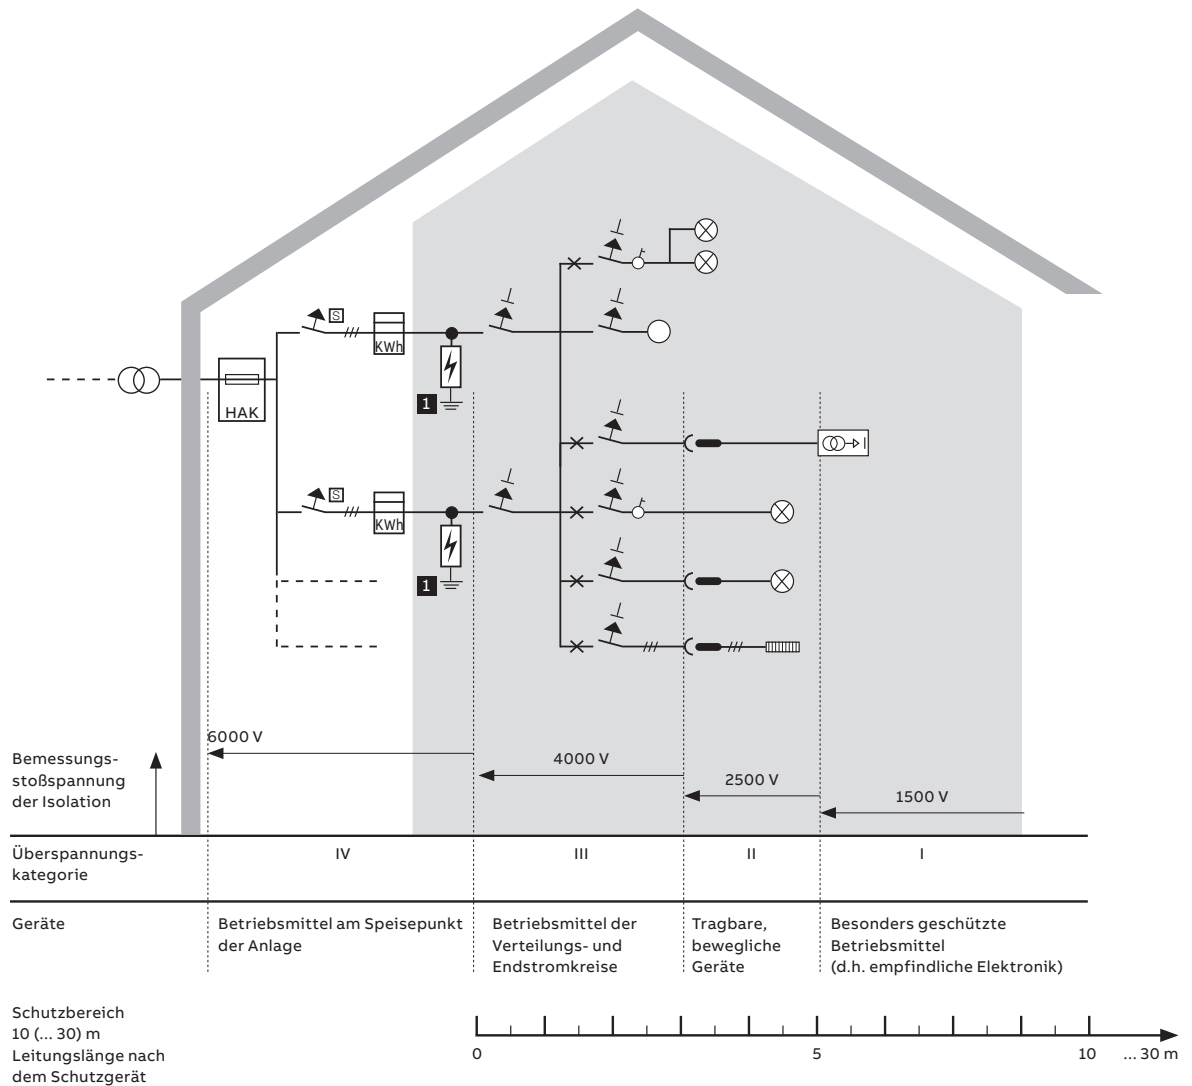 S
KWh
HAK
1
S
KWh
1
6000 V
4000 V
2500 V
1500 V
Bemessungs-
stoßspannung
der Isolation
Überspannungs-
kategorie
IV
III
II
I
Geräte
Betriebsmittel am Speisepunkt
der Anlage
Betriebsmittel der
Verteilungs- und
Endstromkreise
Tragbare,
bewegliche
Geräte
Besonders geschützte
Betriebsmittel
(d.h. empfindliche Elektronik)
Schutzbereich
10 (... 30) m
Leitungslänge nach
dem Schutzgerät
0 5 10 ... 30 m